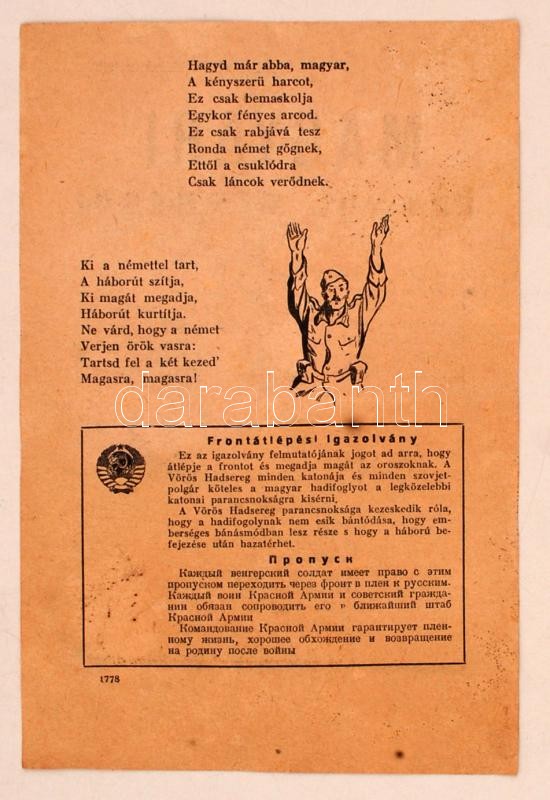 Hagyd már abba, magyar,
A kényszerü harcot,
Ez csak bemaskolja
Egykor fényes arcod.
Ez csak rabjává tesz
Ronda német gőgnek,
Ettől a csuklódra
Csak láncok verődnek.
Ki a némettel tart,
A háborút szítja,
Ki magát megadja,
Háborút kurtítja.
Ne várd, hogy a német
Verjen örök vasra:
Tartsd fel a két kezed'
Magasra, magasra!
darabanth
Frontátlépési Igazolvány
Ez az igazolvány felmutatójának jogot ad arra, hogy
átlépje a frontot és megadja magát az oroszoknak. A
Vörös Hadsereg minden katonája és minden szovjet-
polgár köteles a magyar hadifoglyot a legközelebbi
katonai parancsnokságra kisérni.
A Vörös Hadsereg parancsnoksága kezeskedik róla,
hogy a hadifogolynak nem esik bántódása, hogy em-
berséges bánásmódban lesz része s hogy a háború be-
fejezése után hazatérhet.
Пропуск
Каждый венгерский солдат имеет право с этим
пропуском переходить через фронт в плен к русским.
Каждый воин Красной Армии и советский гражда-
нин обязан сопроводить его в ближайший штаб
Красной Армии
Командование Красной Армии гарантирует плен-
ному жизнь, хорошее обхождение и возвращение
на родину после войны
1778